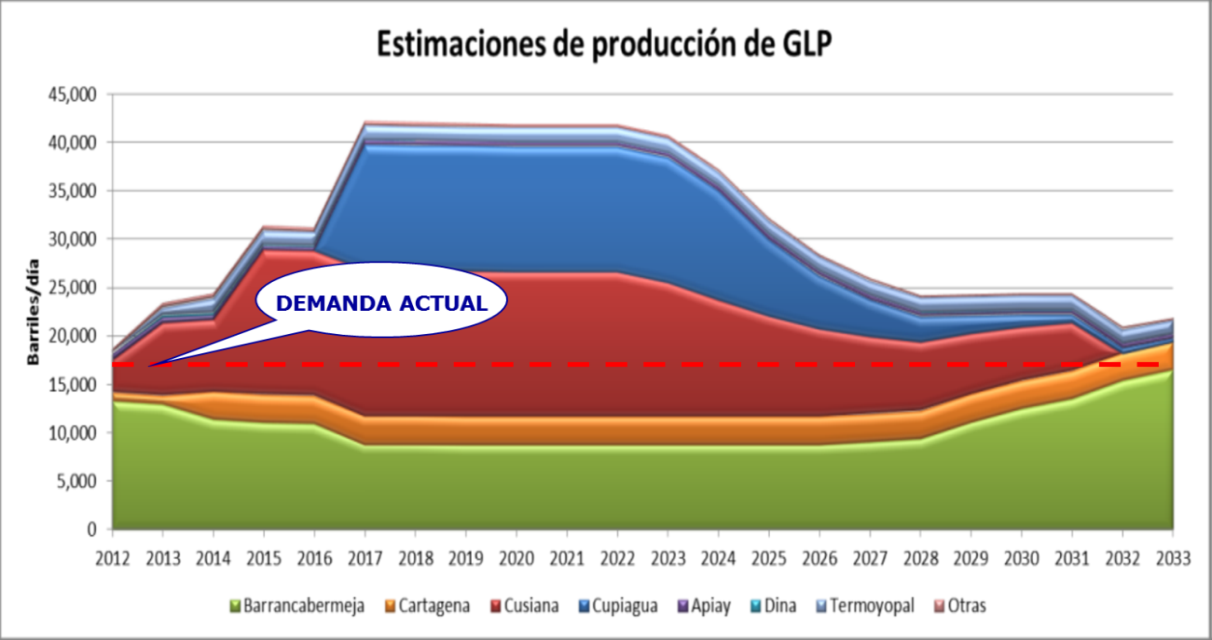 Estimaciones de producción de GLP
45,000
40,000
35,000
30,000
25,000
20,000
15,000
10,000
5,000
0
Barriles/día
DEMANDA ACTUAL
2012 2013 2014 2015 2016 2017 2018 2019 2020 2021 2022 2023 2024 2025 2026 2027 2028 2029 2030 2031 2032 2033
Barrancabermeja Cartagena Cusiana Cupiagua Apiay Dina Termoyopal Otras